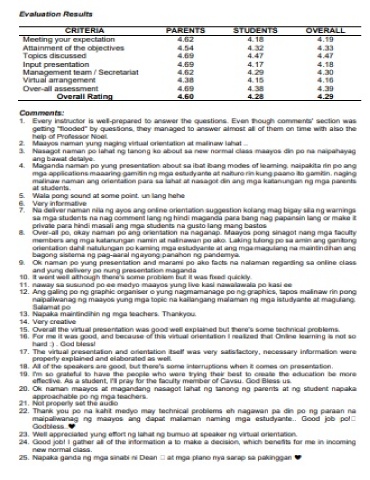 Evaluation Results
CRITERIA PARENTS STUDENTS OVERALL
Meeting your expectation 4.62 4.18 4.19
Attainment of the objectives 4.54 4.32 4.33
Topics discussed 4.69 4.47 4.47
Input presentation 4.69 4.17 4.18
Management team / Secretariat 4.62 4.29 4.30
Virtual arrangement 4.38 4.15 4.16
Over-all assessment 4.69 4.38 4.39
Overall Rating 4.60 4.28 4.29
Comments:
1. Every instructor is well-prepared to answer the questions. Even though comments' section was
getting "flooded" by questions, they managed to answer almost all of them on time with also the
help of Professor Noel.
2. Maayos naman yung naging virtual orientation at malinaw lahat ..
3. Nasagot naman po lahat ng tanong ko about sa new normal class maayos din po na naipahayag
ang bawat detalye.
4. Maganda naman po yung presentation about sa ibat ibang modes of learning, naipakita rin po ang
mga applications maaaring gamitin ng mga estudyante at naituro rin kung paano ito gamitin. naging
malinaw naman ang orientation para sa lahat at nasagot din ang mga katanungan ng mga parents
at students.
5. Wala pong sound at some point. un lang hehe
6. Very informative
7. Na deliver naman nila ng ayos ang online orientation suggestion kolang mag bigay sila ng warnings
sa mga students na nag comment lang ng hindi maganda para bang nag papansin lang or make it
private para hindi masali ang mga students na gusto lang mang bastos
8. Over-all po, okay naman po ang orientation na naganap. Maayos pong sinagot nang mga faculty
members ang mga katanungan namin at nalinawan po ako. Laking tulong po sa amin ang ganitong
orientation dahil natulungan po kaming mga estudyante at ang mga magulang na maintindihan ang
bagong sistema ng pag-aaral ngayong panahon ng pandemya.
9. Ok naman po yung presentation and marami po ako facts na nalaman regarding sa online class
and yung delivery po nung presentation maganda
10. It went well although there's some problem but it was fixed quickly.
11. naway sa susunod po ee medyo maayos yung live kasi nawawala po kasi ee
12. Ang galing po ng graphic organiser o yung nagmamanage po ng graphics, tapos malinaw rin pong
naipaliwanag ng maayos yung mga topic na kailangang malaman ng mga istudyante at magulang.
Salamat po
13. Napaka maintindihin ng mga teachers. Thankyou.
14. Very creative
15. Overall the virtual presentation was good well explained but there's some technical problems.
16. For me it was good, and because of this virtual orientation I realized that Online learning is not so
hard :) . God bless!
17. The virtual presentation and orientation itself was very satisfactory, necessary information were
properly explained and elaborated as well.
18. All of the speakers are good, but there's some interruptions when it comes on presentation.
19. I'm so grateful to have the people who were trying their best to create the education be more
effective. As a student, I'll pray for the faculty member of Cavsu. God Bless us.
20. Ok naman maayos at magandang nasagot lahat ng tanong ng parents at ng student napaka
approachable po ng mga teachers.
21. Not properly set the audio
22. Thank you po na kahit medyo may technical problems eh nagawan pa din po ng paraan na
maipaliwanag ng maayos ang dapat malaman naming mga estudyante.. Good job po!□
Godbless..❤
23. Well appreciated yung effort ng lahat ng bumuo at speaker ng virtual orientation.
24. Good job! I gather all of the information a to make a decision, which benefits for me in incoming
new normal class.
25. Napaka ganda ng mga sinabi ni Dean □ at mga plano nya sarap sa pakinggan ❤